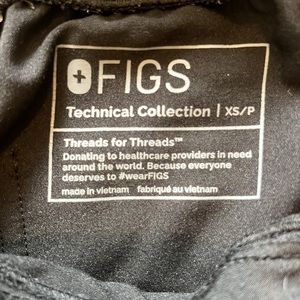 FIGS
Technical Collection | XS/P
Threads for Threads™
Donating to healthcare providers in need
around the world. Because everyone
deserves to #wearFIGS
made in vietnam fabriqué au vietnam